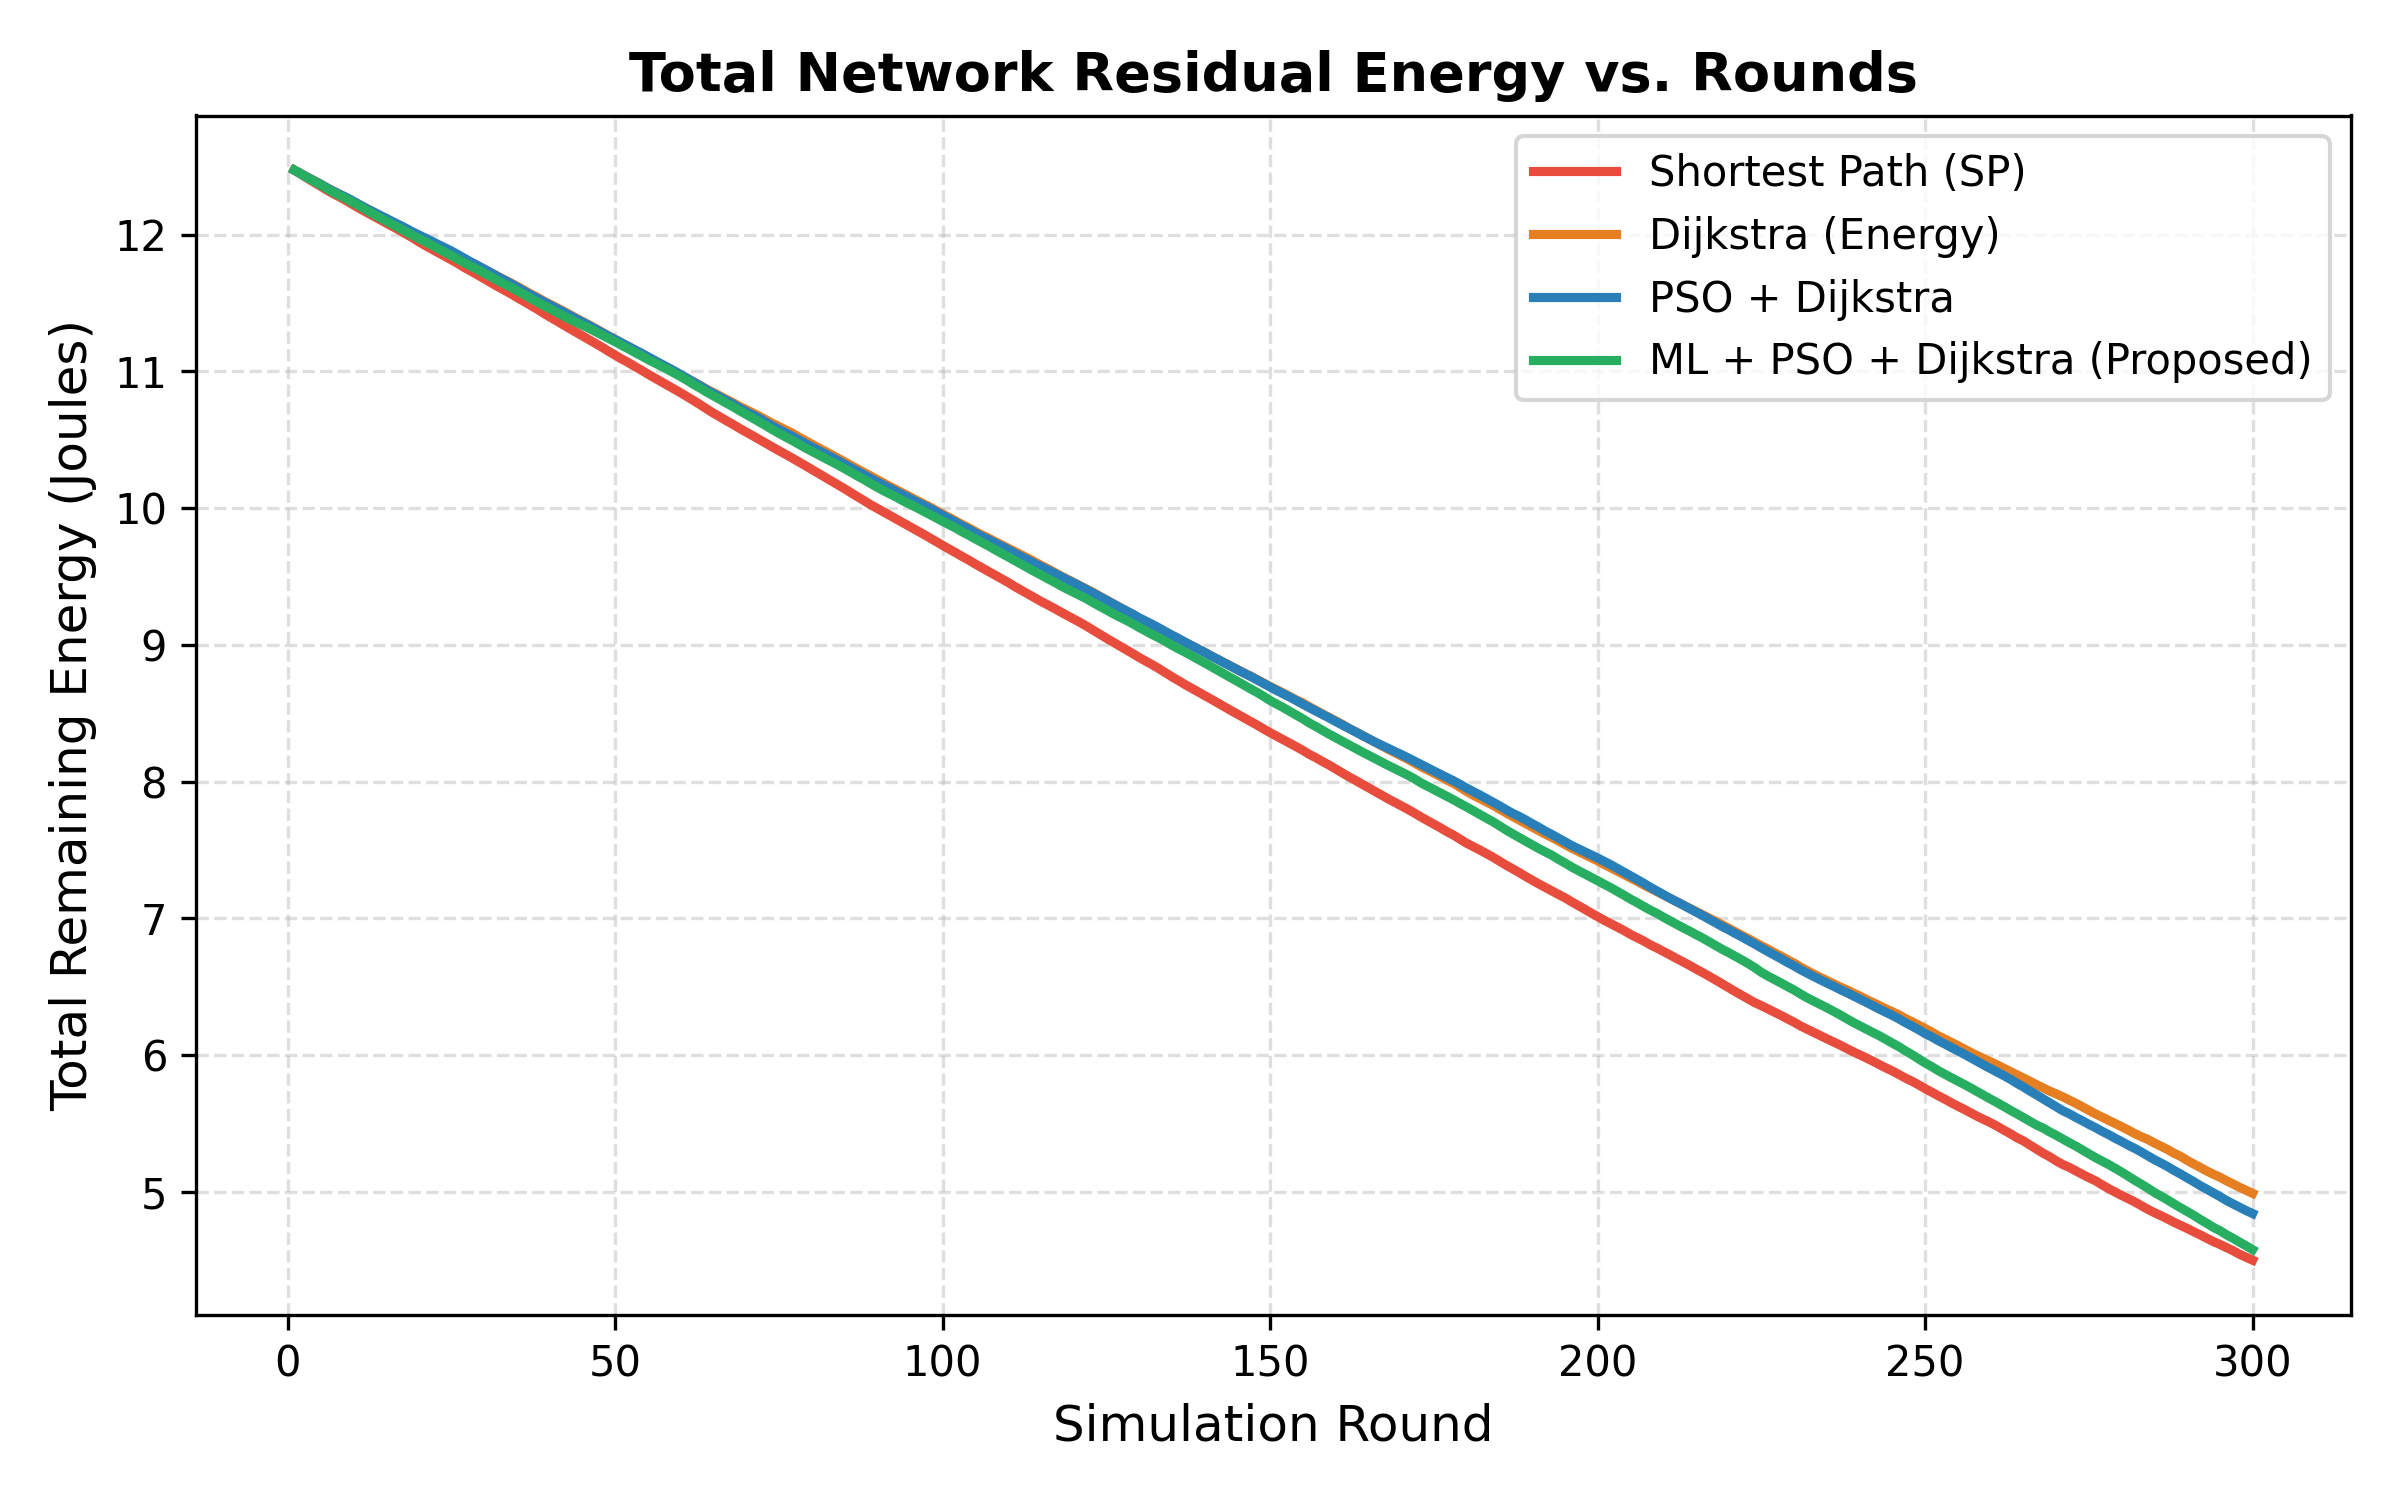 Total Network Residual Energy vs. Rounds
Shortest Path (SP)
Dijkstra (Energy)
PSO + Dijkstra
ML + PSO + Dijkstra (Proposed)
Total Remaining Energy (Joules)
12
11
10
9
8
7
6
5
0 50 100 150 200 250 300
Simulation Round